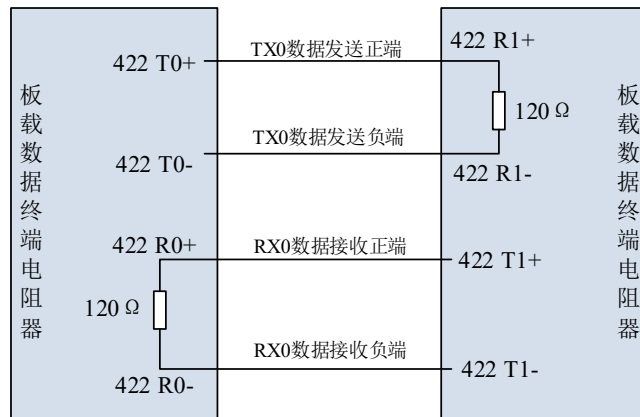 板载数据终端电阻器
422 T0+
422 T0-
422 R0+
120 Ω
422 R0-
TX0数据发送正端
TX0数据发送负端
RX0数据接收正端
RX0数据接收负端
422 R1+
120 Ω
422 R1-
422 T1+
422 T1-
板载数据终端电阻器